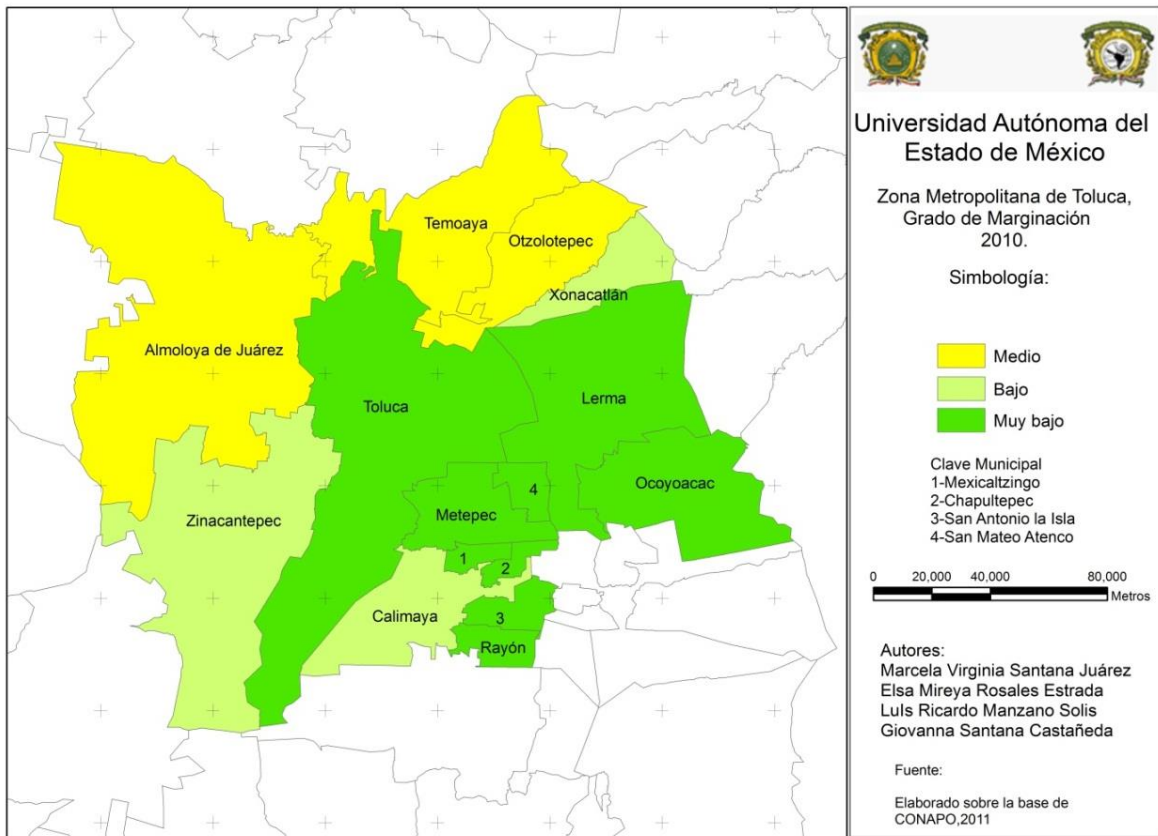 Temoaya
Otzolotepec
Xonacatlán
Almoloya de Juárez
Toluca
Lerma
Ocoyoacac
4
Metepec
Zinacantepec
1
2
Calimaya
3
Rayón
Universidad Autónoma del
Estado de México
Zona Metropolitana de Toluca,
Grado de Marginación
2010.
Simbología:
Medio
Bajo
Muy bajo
Clave Municipal
1-Mexicaltzingo
2-Chapultepec
3-San Antonio la Isla
4-San Mateo Atenco
0 20,000 40,000 80,000
Metros
Autores:
Marcela Virginia Santana Juárez
Elsa Mireya Rosales Estrada
LuIs Ricardo Manzano Solis
Giovanna Santana Castañeda
Fuente:
Elaborado sobre la base de
CONAPO,2011